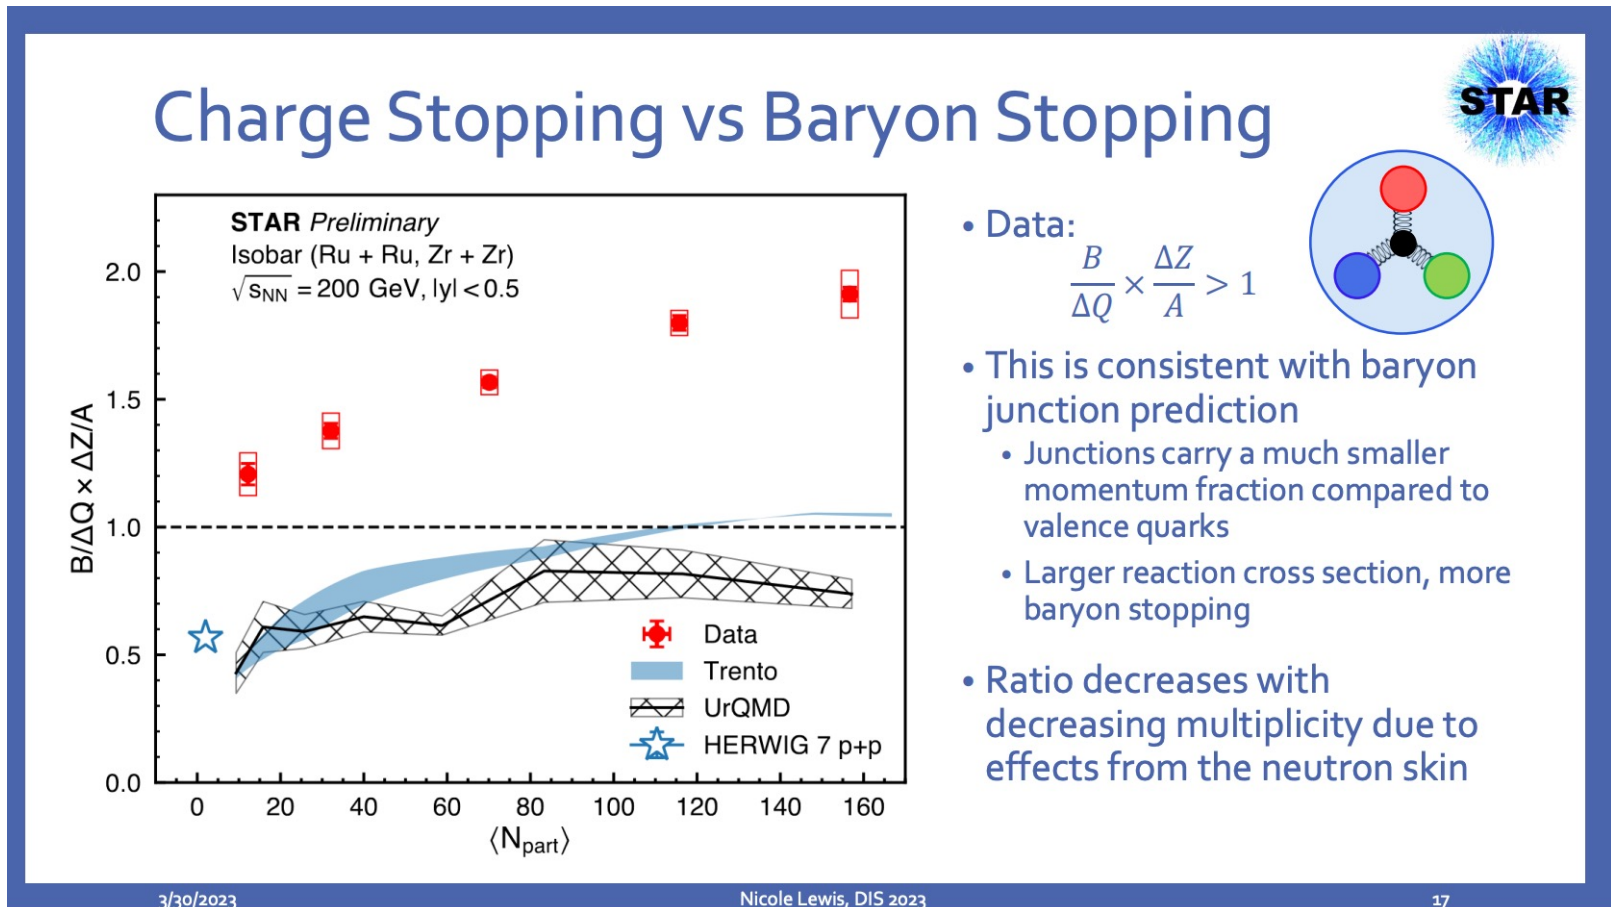 Charge Stopping vs Baryon Stopping
STAR
STAR Preliminary
Isobar (Ru + Ru, Zr + Zr)
√sNN = 200 GeV, |y| < 0.5
B/ΔQ × ΔZ/A
2.0
1.5
1.0
0.5
0.0
0 20 40 60 80 100 120 140 160
⟨Npart⟩
Data
Trento
UrQMD
HERWIG 7 p+p
• Data:
B/ΔQ × ΔZ/A > 1
• This is consistent with baryon
junction prediction
• Junctions carry a much smaller
momentum fraction compared to
valence quarks
• Larger reaction cross section, more
baryon stopping
• Ratio decreases with
decreasing multiplicity due to
effects from the neutron skin
3/30/2023
Nicole Lewis, DIS 2023
17